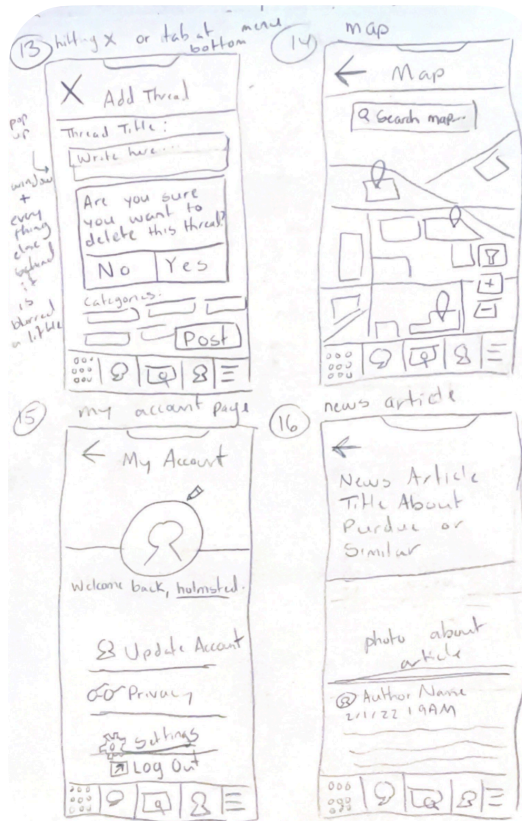 13 hitting X or tab at menu bottom
pop up
window + every thing else behind it is blurred a little
X Add Thread
Thread Title:
Write here...
Are you sure
you want to
delete this thread?
No Yes
Categories:
Post
14 map
← Map
Search map...
+
-
15 my account page
← My Account
Welcome back, holmsted.
Update Account
Privacy
Settings
Log Out
16 news article
←
News Article
Title About
Purdue or
Similar
photo about
article
Author Name
2/1/22 19AM